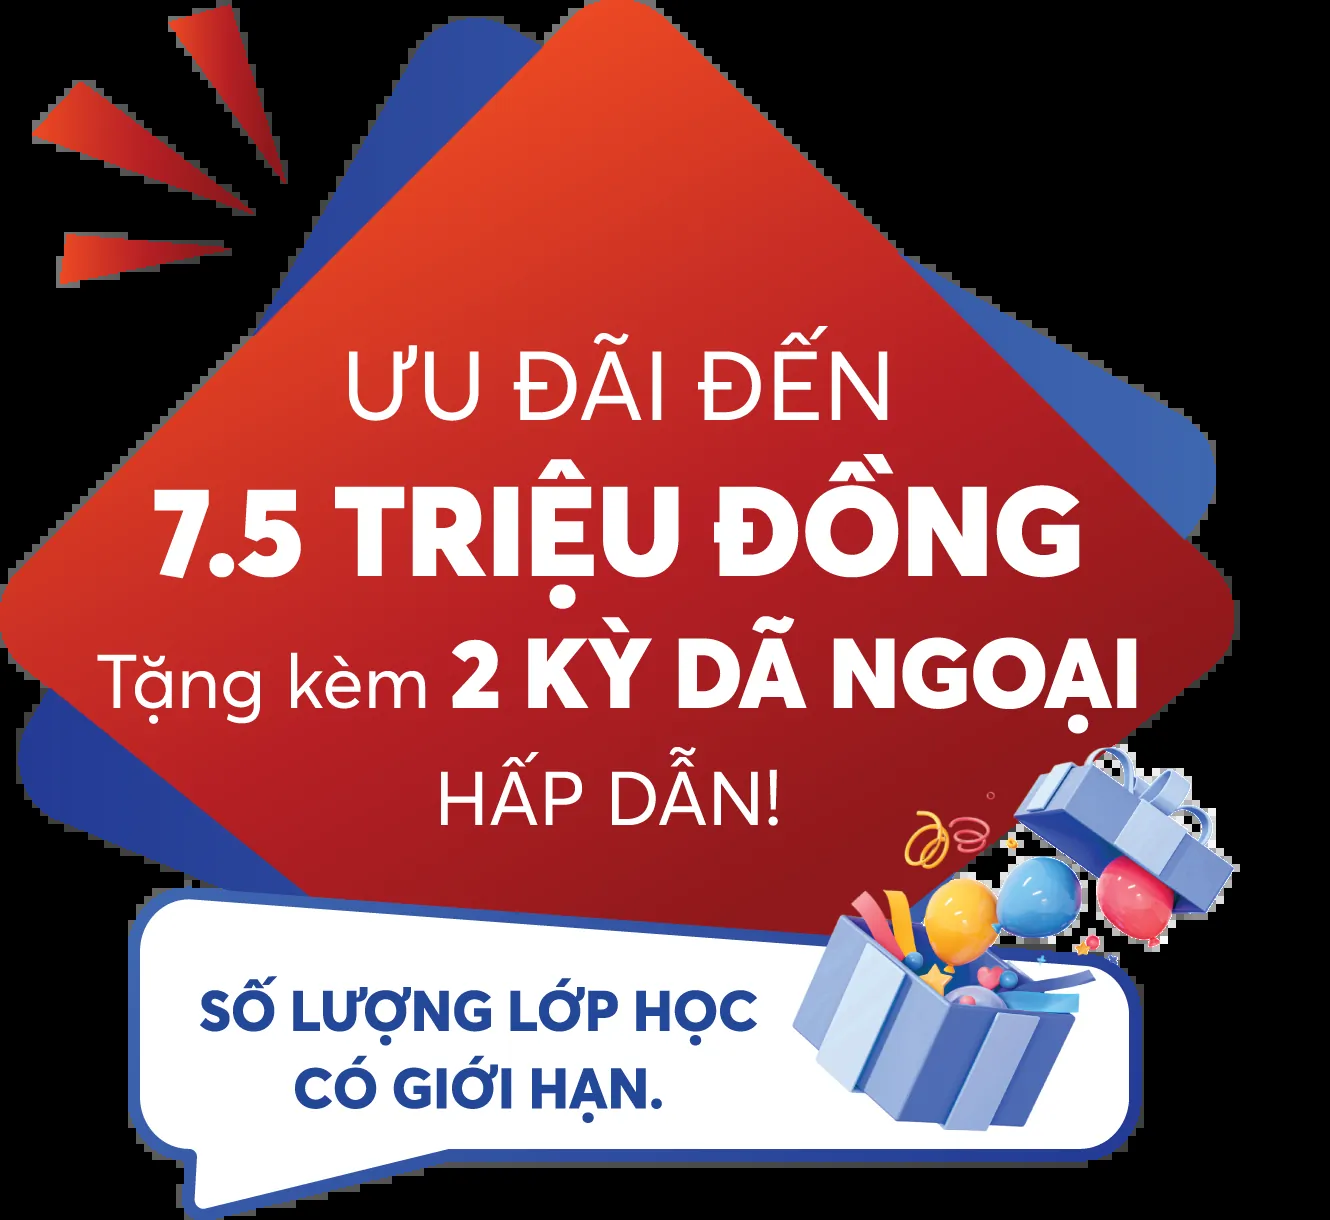 ƯU ĐÃI ĐẾN
7.5 TRIỆU ĐỒNG
Tặng kèm 2 KỲ DÃ NGOẠI
HẤP DẪN!
SỐ LƯỢNG LỚP HỌC
CÓ GIỚI HẠN.